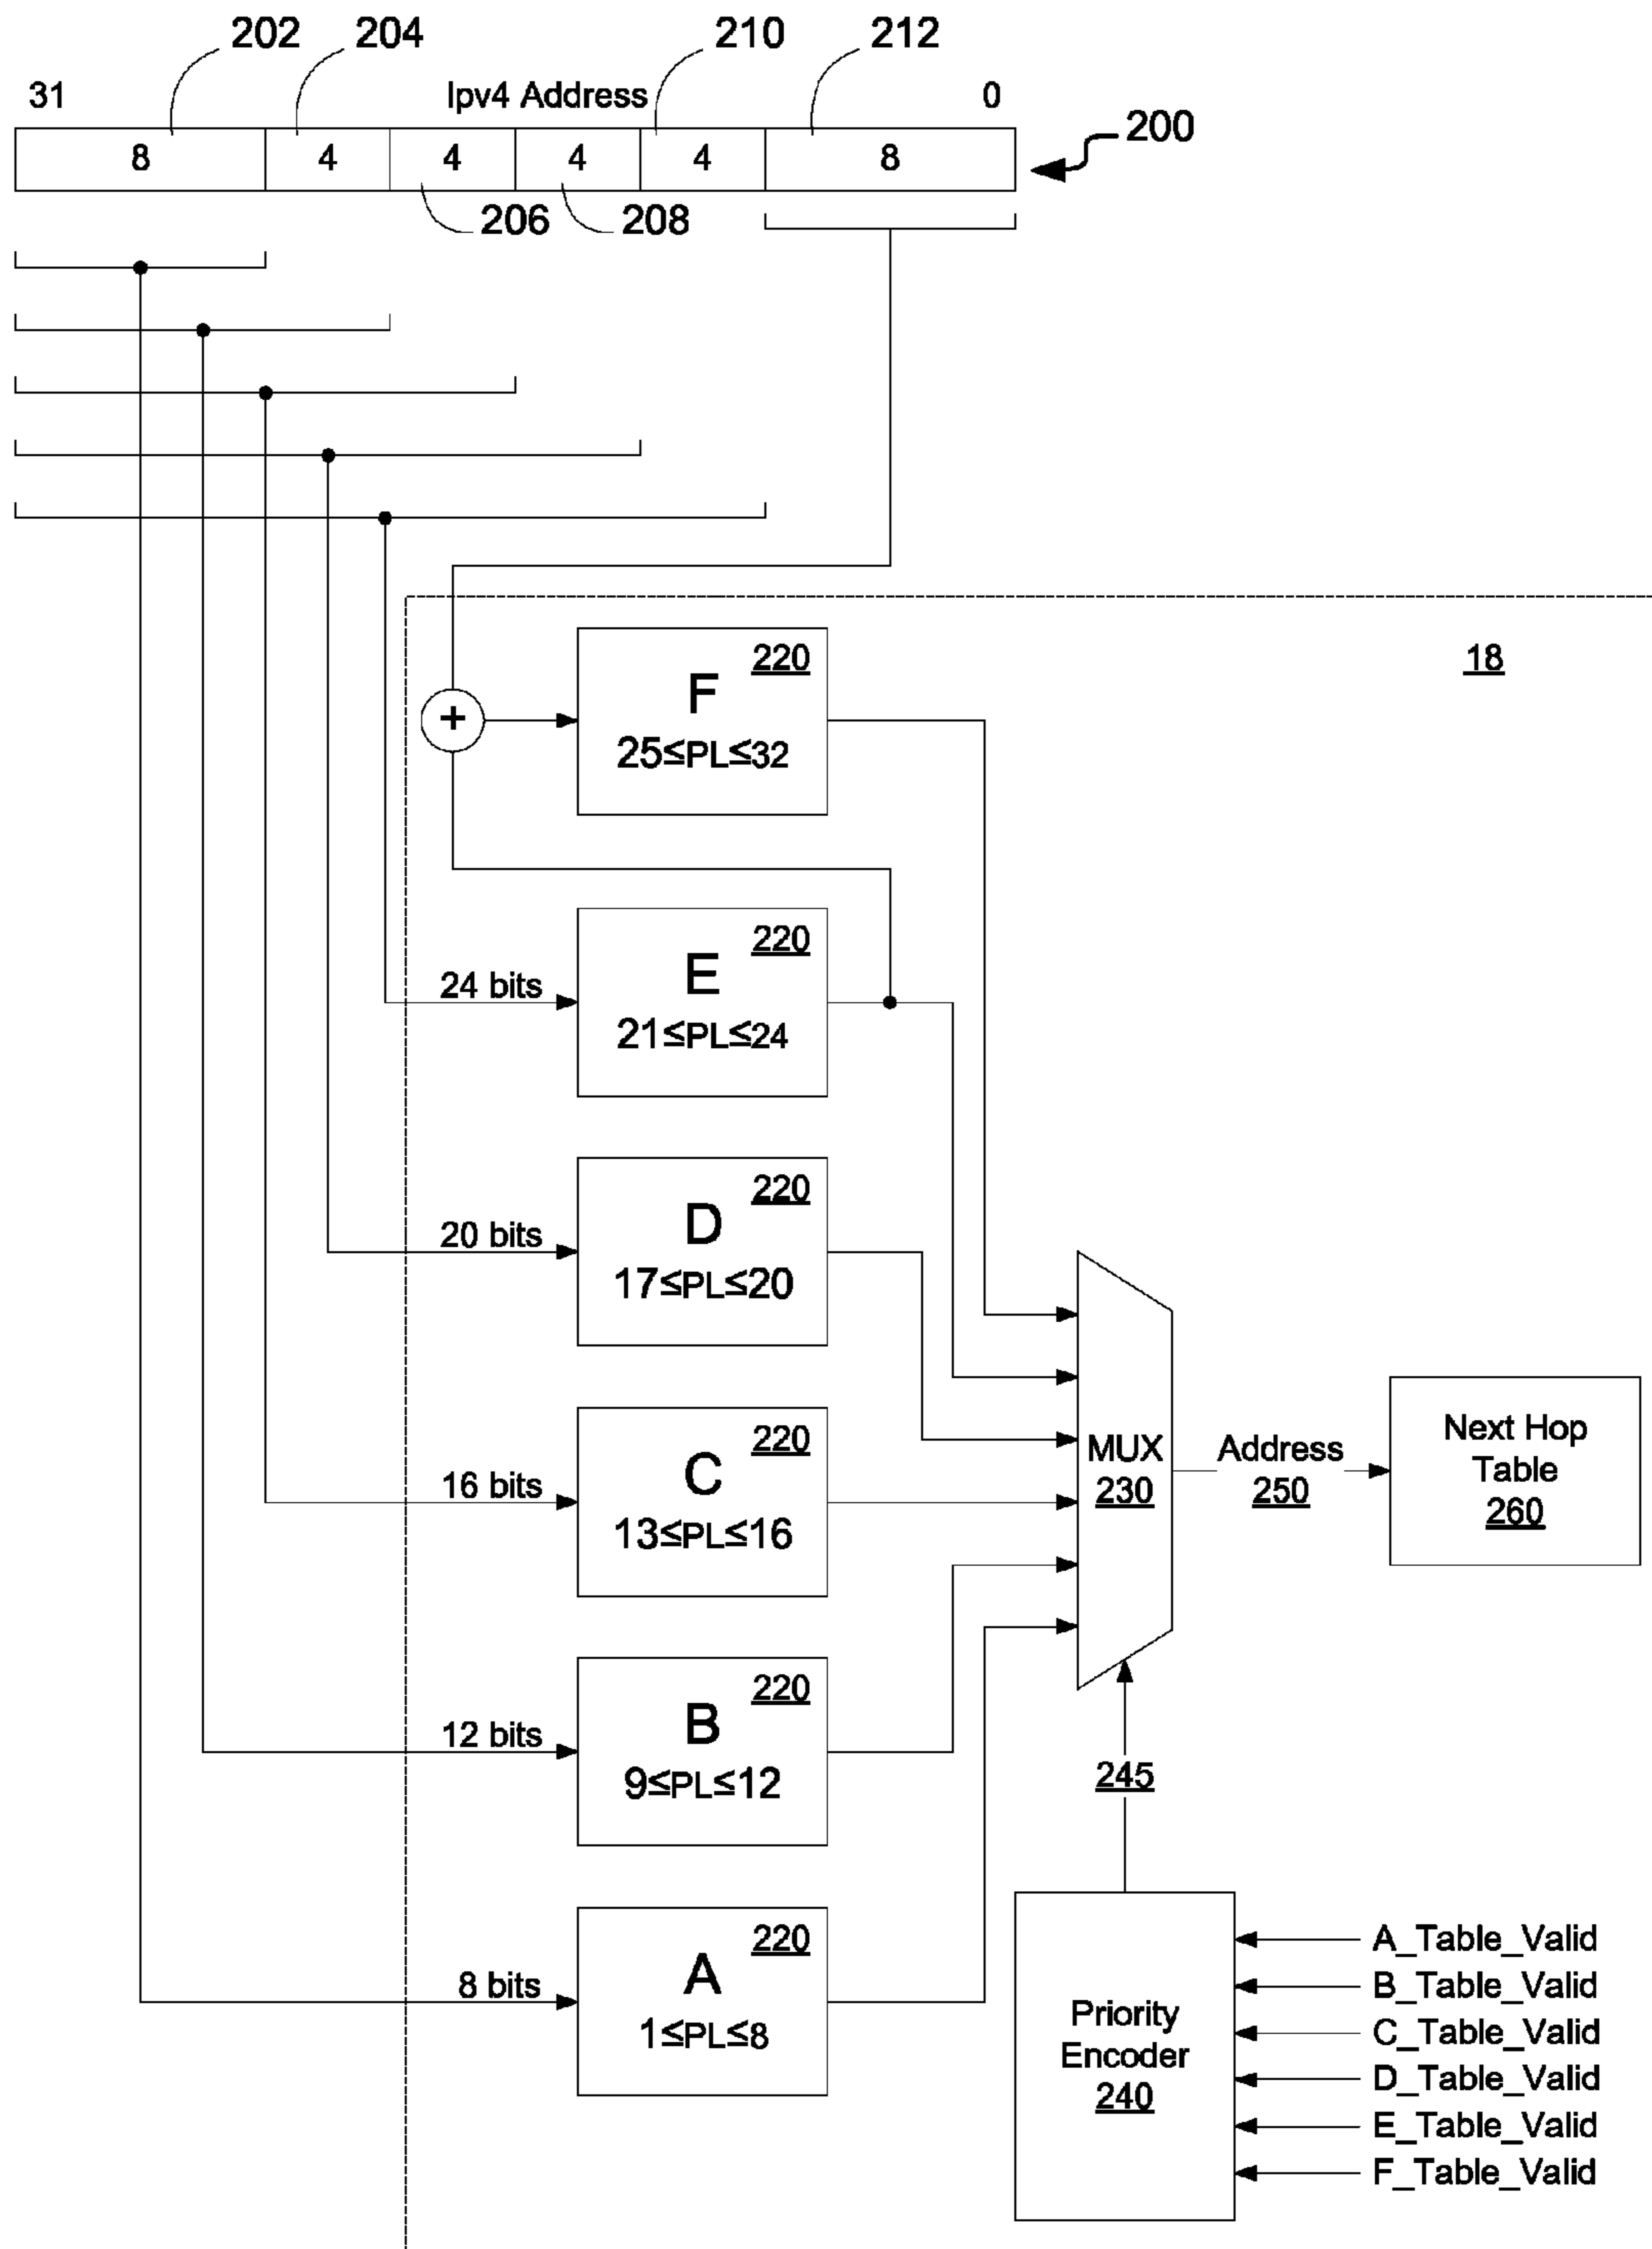 202 204 210 212
31 Ipv4 Address 0
200
8 4 4 4 4 8
206 208
18
220
F
25≤PL≤32
+
220
E
24 bits
21≤PL≤24
220
D
20 bits
17≤PL≤20
220
C
16 bits
13≤PL≤16
MUX
230
Address
250
Next Hop
Table
260
220
B
12 bits
9≤PL≤12
245
220
A
8 bits
1≤PL≤8
Priority
Encoder
240
A_Table_Valid
B_Table_Valid
C_Table_Valid
D_Table_Valid
E_Table_Valid
F_Table_Valid